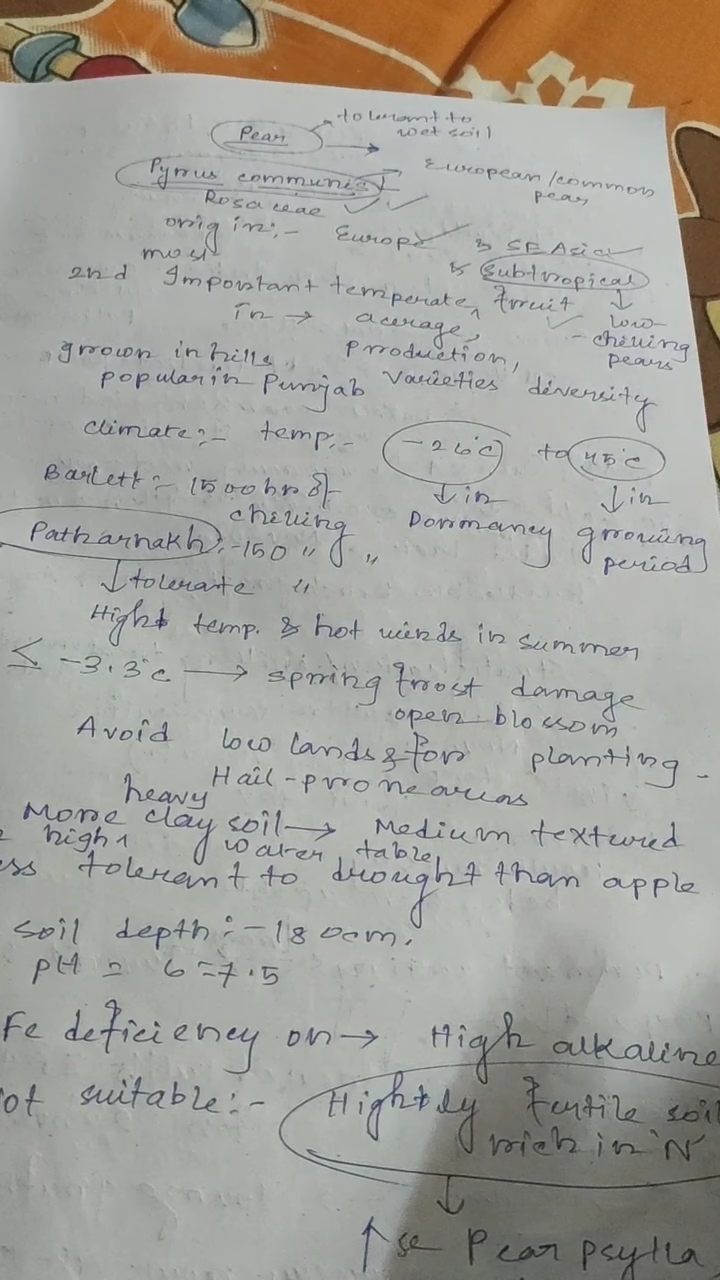 tolerant to
Pear → wet soil
Pyrus communis → European/common pear
Rosaceae
origin:- Europe & SE Asia
most & Subtropical
2nd Important temperate fruit ↓ low-chilling pears
in → acerage,
grown in hills, production,
popular in Punjab varieties diversity
climate:- temp:- -26°C to 45°C
Barlett:- 1500 hr of ↓ in ↓ in
chilling Dormancy growing period
Patharnakh:- 150 " "
↓ tolerate "
High temp. & hot winds in summer
≤ -3.3°C → spring frost damage
open blossom
Avoid low lands & for planting.
Hail-prone areas
heavy
More clay soil → Medium textured
high water table
ess tolerant to drought than apple
soil depth:- 180cm.
pH = 6-7.5
Fe deficiency on → High alkaline
ot suitable:- Highly fertile soil
rich in 'N'
↓
↑se Pear psylla